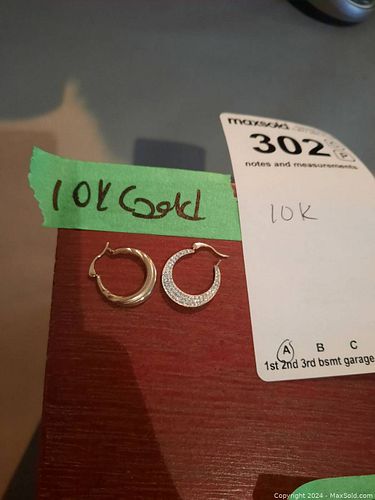 maxsold
302
notes and measurements
10K
10K Gold
A B C
1st 2nd 3rd bsmt garage
Copyright © 2024 - MaxSold.com